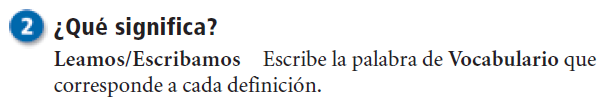 2 ¿Qué significa?
Leamos/Escribamos Escribe la palabra de Vocabulario que
corresponde a cada definición.